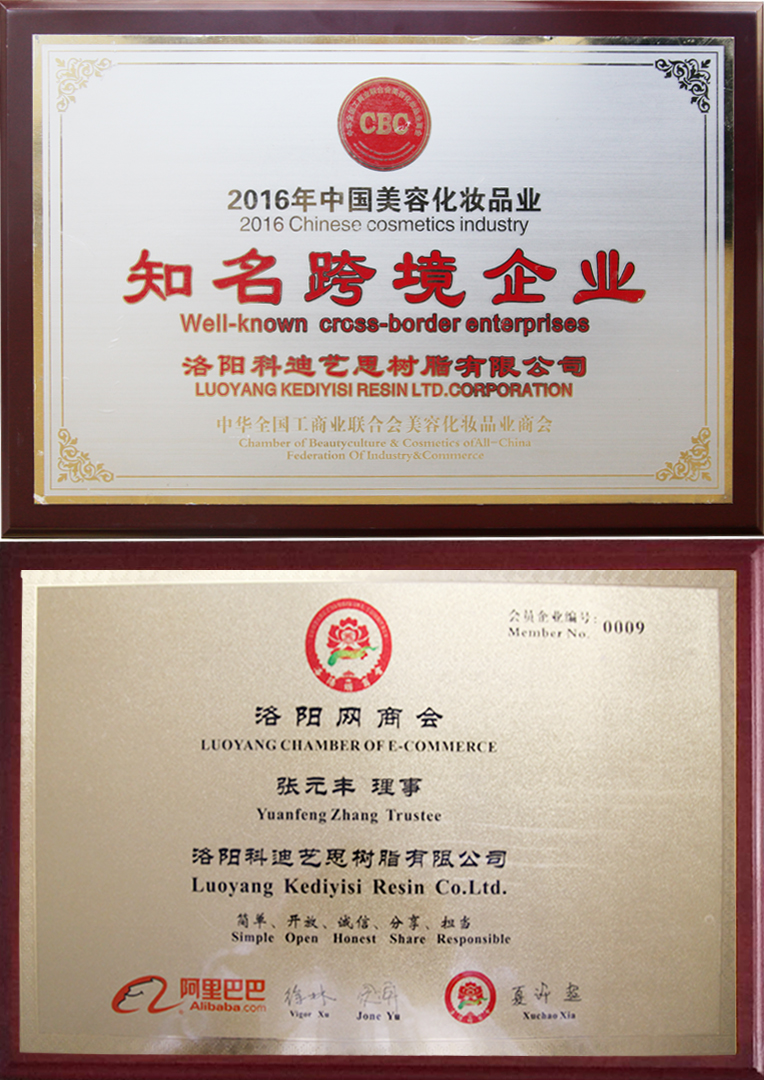 CBC
2016年中国美容化妆品业
2016 Chinese cosmetics industry
知名跨境企业
Well-known crcss-border enterprises
洛阳科迪艺思树脂有限公司
LUOYANG KEDIYISI RESIN LTD.CORPORATION
中华全国工商业联合会美容化妆品业商会
Chamber of Beautyculture & Cosmetics ofAll-China
Federation Of Industry&Commerce
会员企业编号:
Member No. 0009
洛阳网商会
LUOYANG CHAMBER OF E-COMMERCE
张元丰 理事
Yuanfeng Zhang Trustee
洛阳科迪艺思树脂有限公司
Luoyang Kediyisi Resin Co.Ltd.
简单、开放、诚信、分享、担当
Simple Open Honest Share Responsible
阿里巴巴
Alibaba.com
徐林
Vigor Xu
Jone Yu
Xuchao Xia